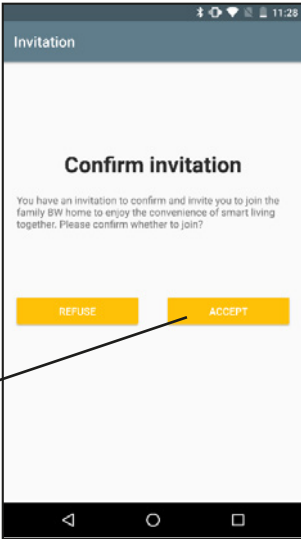 11:28
Invitation
Confirm invitation
You have an invitation to confirm and invite you to join the
family BW home to enjoy the convenience of smart living
together. Please confirm whether to join?
REFUSE ACCEPT